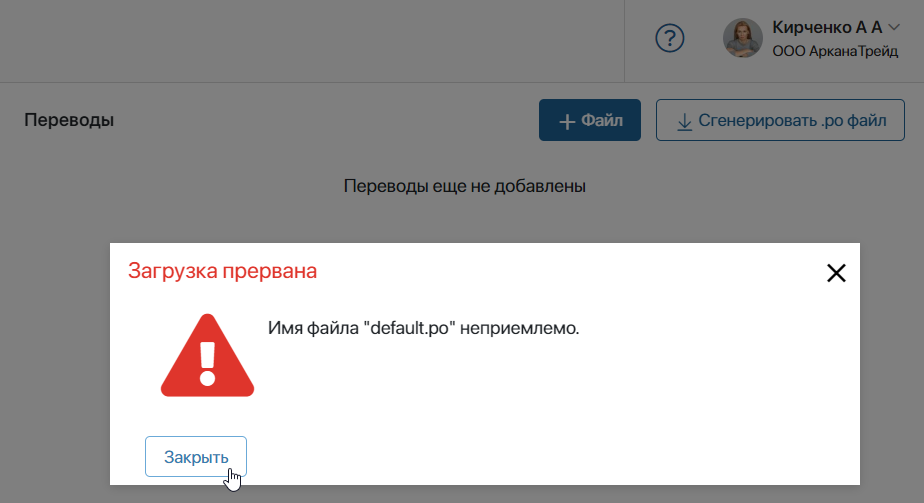 ?
Кирченко А А
ООО АрканаТрейд
Переводы
Файл
Сгенерировать .po файл
Переводы еще не добавлены
Загрузка прервана
Имя файла "default.po" неприемлемо.
Закрыть